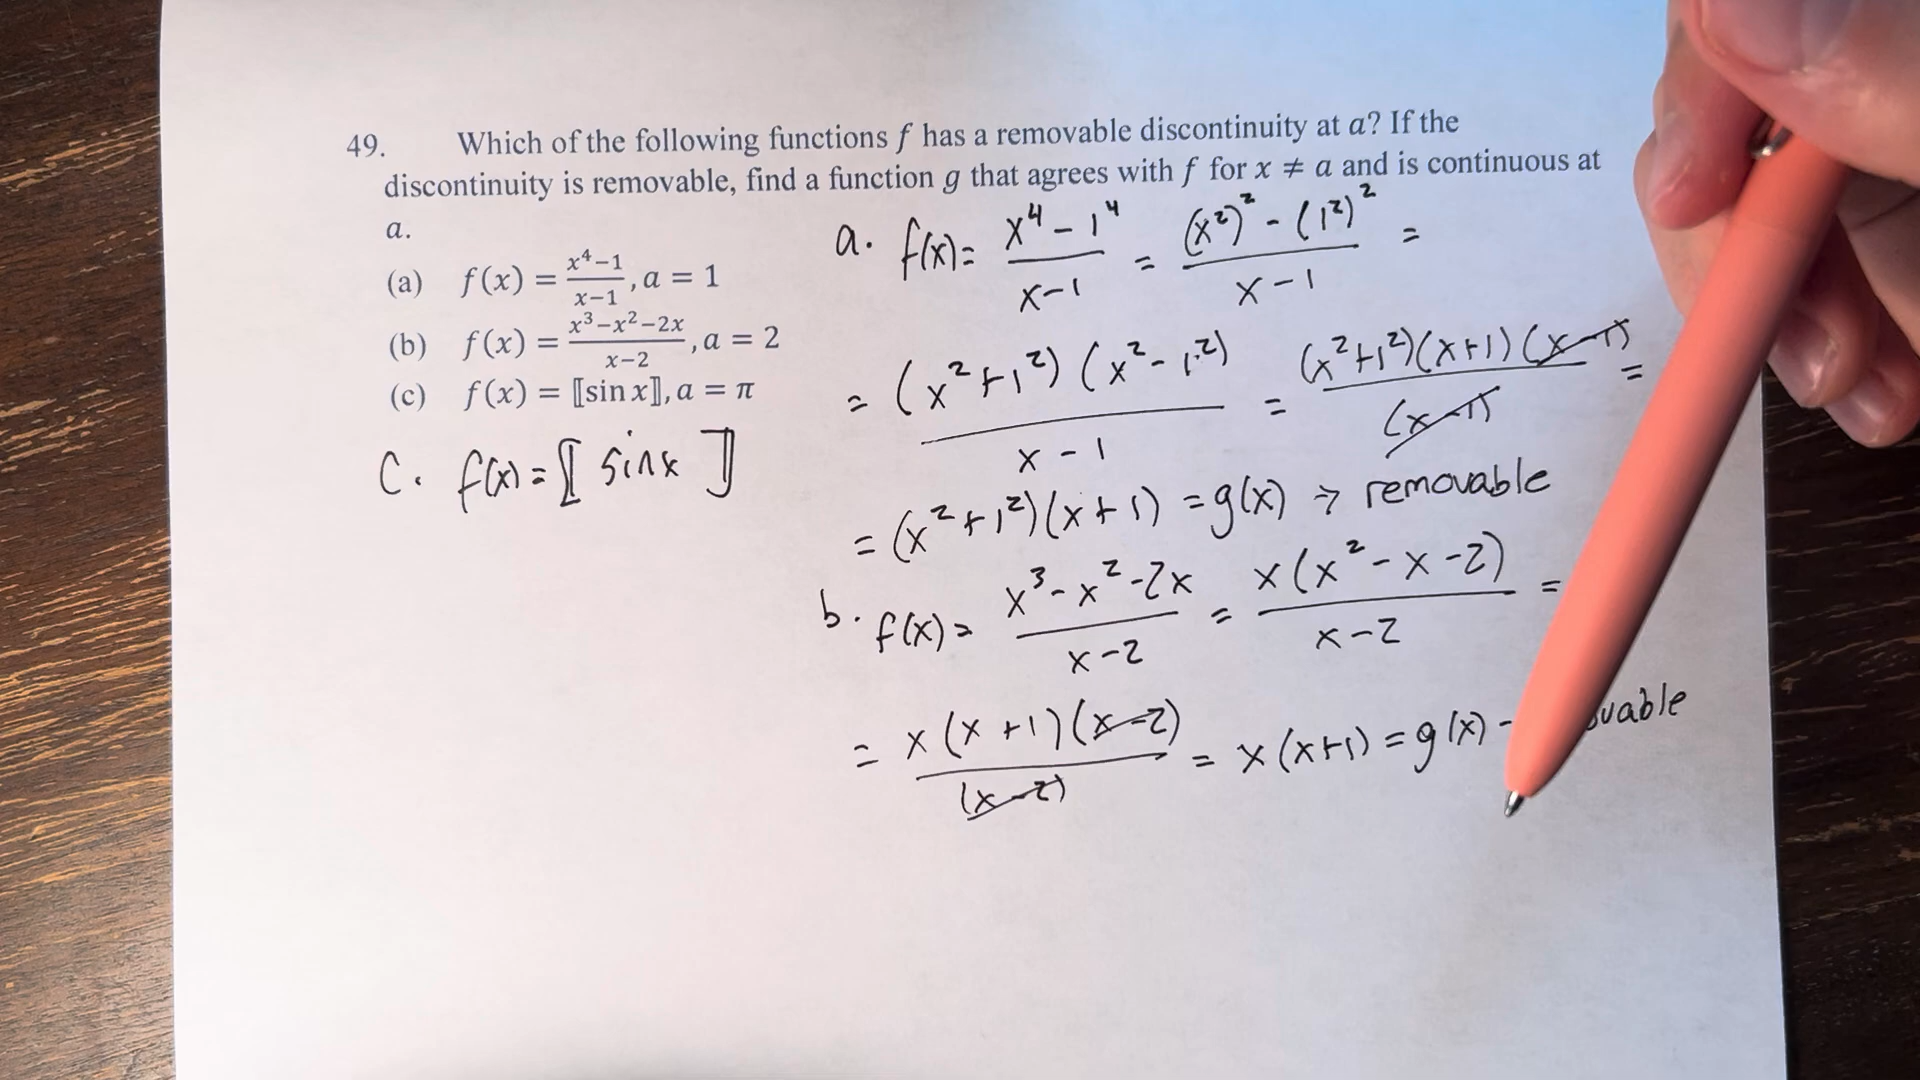 49. Which of the following functions f has a removable discontinuity at a? If the
discontinuity is removable, find a function g that agrees with f for x ≠ a and is continuous at
a.
(a) f(x) = (x⁴−1)/(x−1), a = 1
(b) f(x) = (x³−x²−2x)/(x−2), a = 2
(c) f(x) = ⟦sin x⟧, a = π
C. f(x) = ⟦ sinx ⟧
a. f(x) = (x⁴ − 1⁴)/(x−1) = ((x²)² − (1²)²)/(x−1) =
= (x²+1²)(x²−1²)/(x−1) = (x²+1²)(x+1)(x−1)/(x−1) =
= (x²+1²)(x+1) = g(x) → removable
b. f(x) = (x³−x²−2x)/(x−2) = x(x²−x−2)/(x−2) =
= x(x+1)(x−2)/(x−2) = x(x+1) = g(x) -